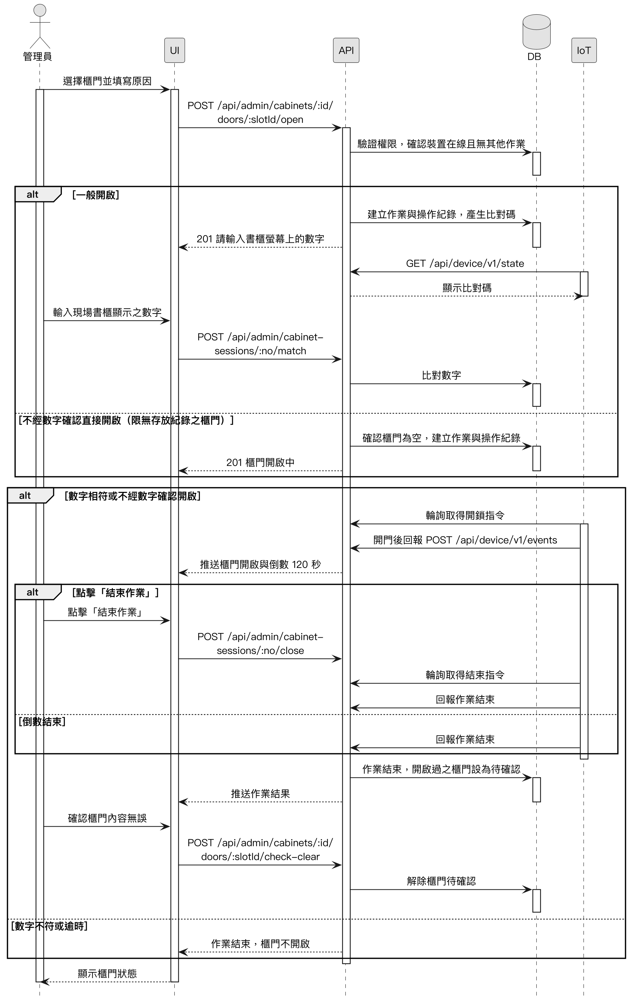 管理員
UI
API
DB
IoT
選擇櫃門並填寫原因
POST /api/admin/cabinets/:id/
doors/:slotId/open
驗證權限，確認裝置在線且無其他作業
alt
[一般開啟]
建立作業與操作紀錄，產生比對碼
201 請輸入書櫃螢幕上的數字
GET /api/device/v1/state
顯示比對碼
輸入現場書櫃顯示之數字
POST /api/admin/cabinet-
sessions/:no/match
比對數字
[不經數字確認直接開啟（限無存放紀錄之櫃門）]
確認櫃門為空，建立作業與操作紀錄
201 櫃門開啟中
alt
[數字相符或不經數字確認開啟]
輪詢取得開鎖指令
開門後回報 POST /api/device/v1/events
推送櫃門開啟與倒數 120 秒
alt
[點擊「結束作業」]
點擊「結束作業」
POST /api/admin/cabinet-
sessions/:no/close
輪詢取得結束指令
回報作業結束
[倒數結束]
回報作業結束
作業結束，開啟過之櫃門設為待確認
推送作業結果
確認櫃門內容無誤
POST /api/admin/cabinets/:id/
doors/:slotId/check-clear
解除櫃門待確認
[數字不符或逾時]
作業結束，櫃門不開啟
顯示櫃門狀態